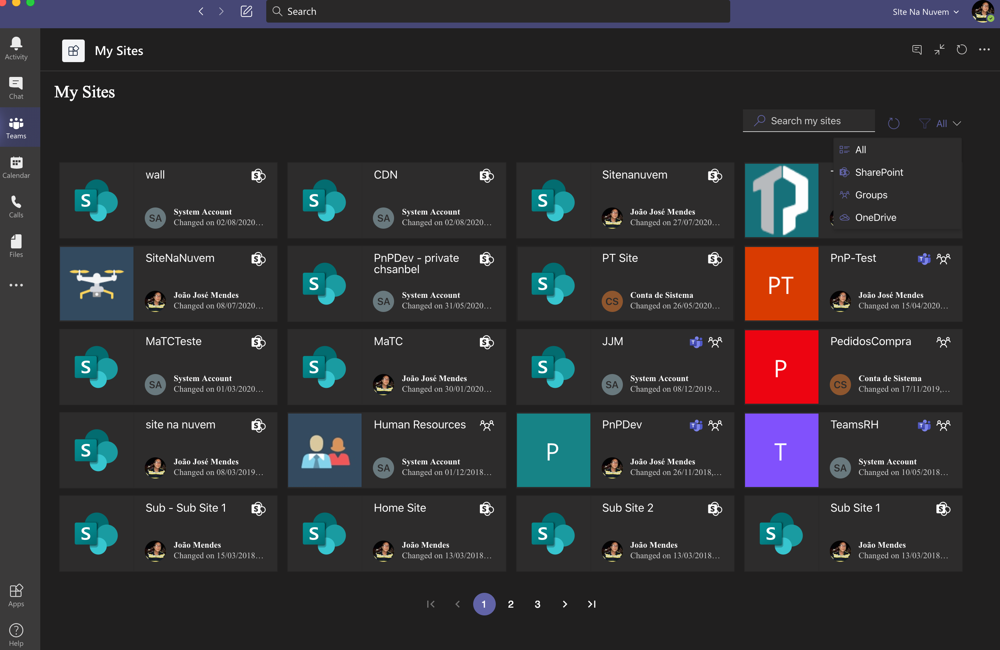 Search
SIte Na Nuvem
Activity
Chat
Teams
Calendar
Calls
Files
Apps
Help
My Sites
My Sites
Search my sites
All
All
SharePoint
Groups
OneDrive
wall
System Account
Changed on 02/08/2020...
CDN
System Account
Changed on 02/08/2020...
Sitenanuvem
João José Mendes
Changed on 27/07/2020...
SiteNaNuvem
João José Mendes
Changed on 08/07/2020...
PnPDev - private
chsanbel
System Account
Changed on 31/05/2020...
PT Site
CS
Conta de Sistema
Changed on 26/05/2020...
PT
PnP-Test
João José Mendes
Changed on 15/04/2020...
MaTCTeste
SA
System Account
Changed on 01/03/2020...
MaTC
João José Mendes
Changed on 30/01/2020...
JJM
SA
System Account
Changed on 08/12/2019...
P
PedidosCompra
CS
Conta de Sistema
Changed on 17/11/2019,...
site na nuvem
João José Mendes
Changed on 08/03/2019...
Human Resources
SA
System Account
Changed on 01/12/2018...
P
PnPDev
João José Mendes
Changed on 26/11/2018,...
T
TeamsRH
SA
System Account
Changed on 10/05/2018...
Sub - Sub Site 1
João Mendes
Changed on 15/03/2018...
Home Site
João Mendes
Changed on 13/03/2018...
Sub Site 2
João Mendes
Changed on 13/03/2018...
Sub Site 1
João Mendes
Changed on 13/03/2018...
1 2 3